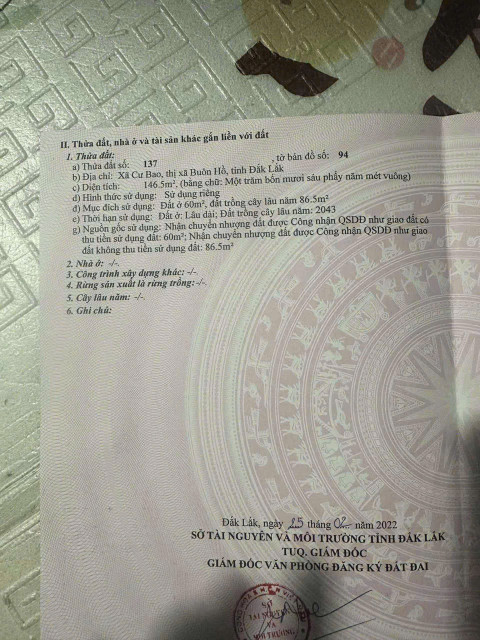 II. Thửa đất, nhà ở và tài sản khác gắn liền với đất
1. Thửa đất:
a) Thửa đất số: 137 , tờ bản đồ số: 94
b) Địa chỉ: Xã Cư Bao, thị xã Buôn Hồ, tỉnh Đắk Lắk
c) Diện tích: 146.5m², (bằng chữ: Một trăm bốn mươi sáu phẩy năm mét vuông)
d) Hình thức sử dụng: Sử dụng riêng
đ) Mục đích sử dụng: Đất ở 60m², đất trồng cây lâu năm 86.5m²
e) Thời hạn sử dụng: Đất ở: Lâu dài; Đất trồng cây lâu năm: 2043
g) Nguồn gốc sử dụng: Nhận chuyển nhượng đất được Công nhận QSDĐ như giao đất có
thu tiền sử dụng đất: 60m²; Nhận chuyển nhượng đất được Công nhận QSDĐ như giao
đất không thu tiền sử dụng đất: 86.5m²
2. Nhà ở: -/-.
3. Công trình xây dựng khác: -/-
4. Rừng sản xuất là rừng trồng: -/-.
5. Cây lâu năm: -/-.
6. Ghi chú:
Đắk Lắk, ngày 25 tháng 02 năm 2022
SỞ TÀI NGUYÊN VÀ MÔI TRƯỜNG TỈNH ĐẮK LẮK
TUQ. GIÁM ĐỐC
GIÁM ĐỐC VĂN PHÒNG ĐĂNG KÝ ĐẤT ĐAI
SỞ
TÀI NGUYÊN
VÀ
MÔI TRƯỜNG